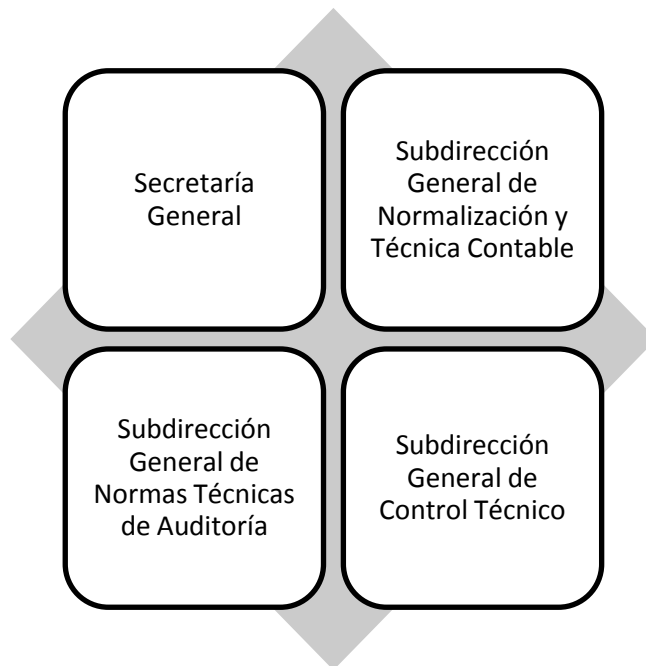 Secretaría
General
Subdirección
General de
Normalización y
Técnica Contable
Subdirección
General de
Normas Técnicas
de Auditoría
Subdirección
General de
Control Técnico